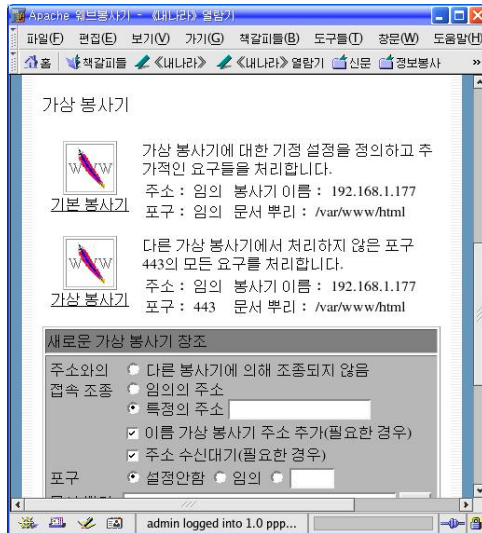 Apache 웨브봉사기 - 《내나라》 열람기
파일(F) 편집(E) 보기(V) 가기(G) 책갈피들(B) 도구들(T) 창문(W) 도움말(H)
홈 책갈피들 《내나라》 《내나라》 열람기 신문 정보봉사 »
가상 봉사기
가상 봉사기에 대한 기정 설정을 정의하고 추
가적인 요구들을 처리합니다.
주소 : 임의 봉사기 이름 : 192.168.1.177
기본 봉사기
포구 : 임의 문서 뿌리 : /var/www/html
다른 가상 봉사기에서 처리하지 않은 포구
443의 모든 요구를 처리합니다.
주소 : 임의 봉사기 이름 : 192.168.1.177
가상 봉사기
포구 : 443 문서 뿌리 : /var/www/html
새로운 가상 봉사기 창조
주소와의
접속 조종
다른 봉사기에 의해 조종되지 않음
임의의 주소
특정의 주소
이름 가상 봉사기 주소 추가(필요한 경우)
주소 수신대기(필요한 경우)
포구 설정안함 임의
admin logged into 1.0 ppp...